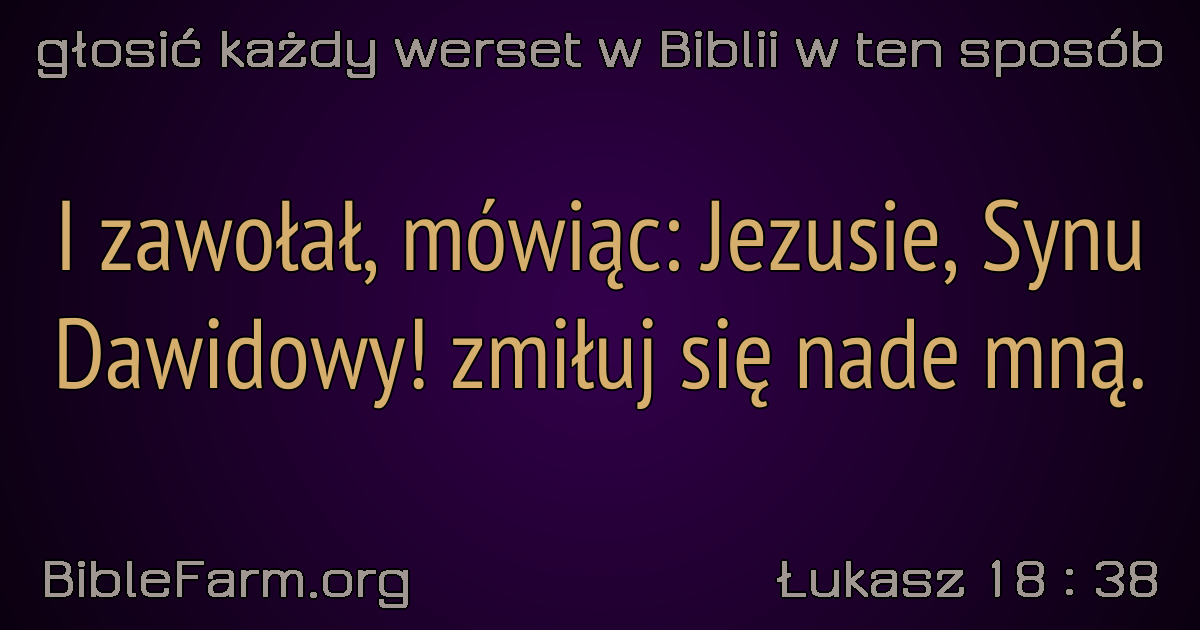 głosić każdy werset w Biblii w ten sposób
I zawołał, mówiąc: Jezusie, Synu
Dawidowy! zmiłuj się nade mną.
BibleFarm.org
Łukasz 18 : 38